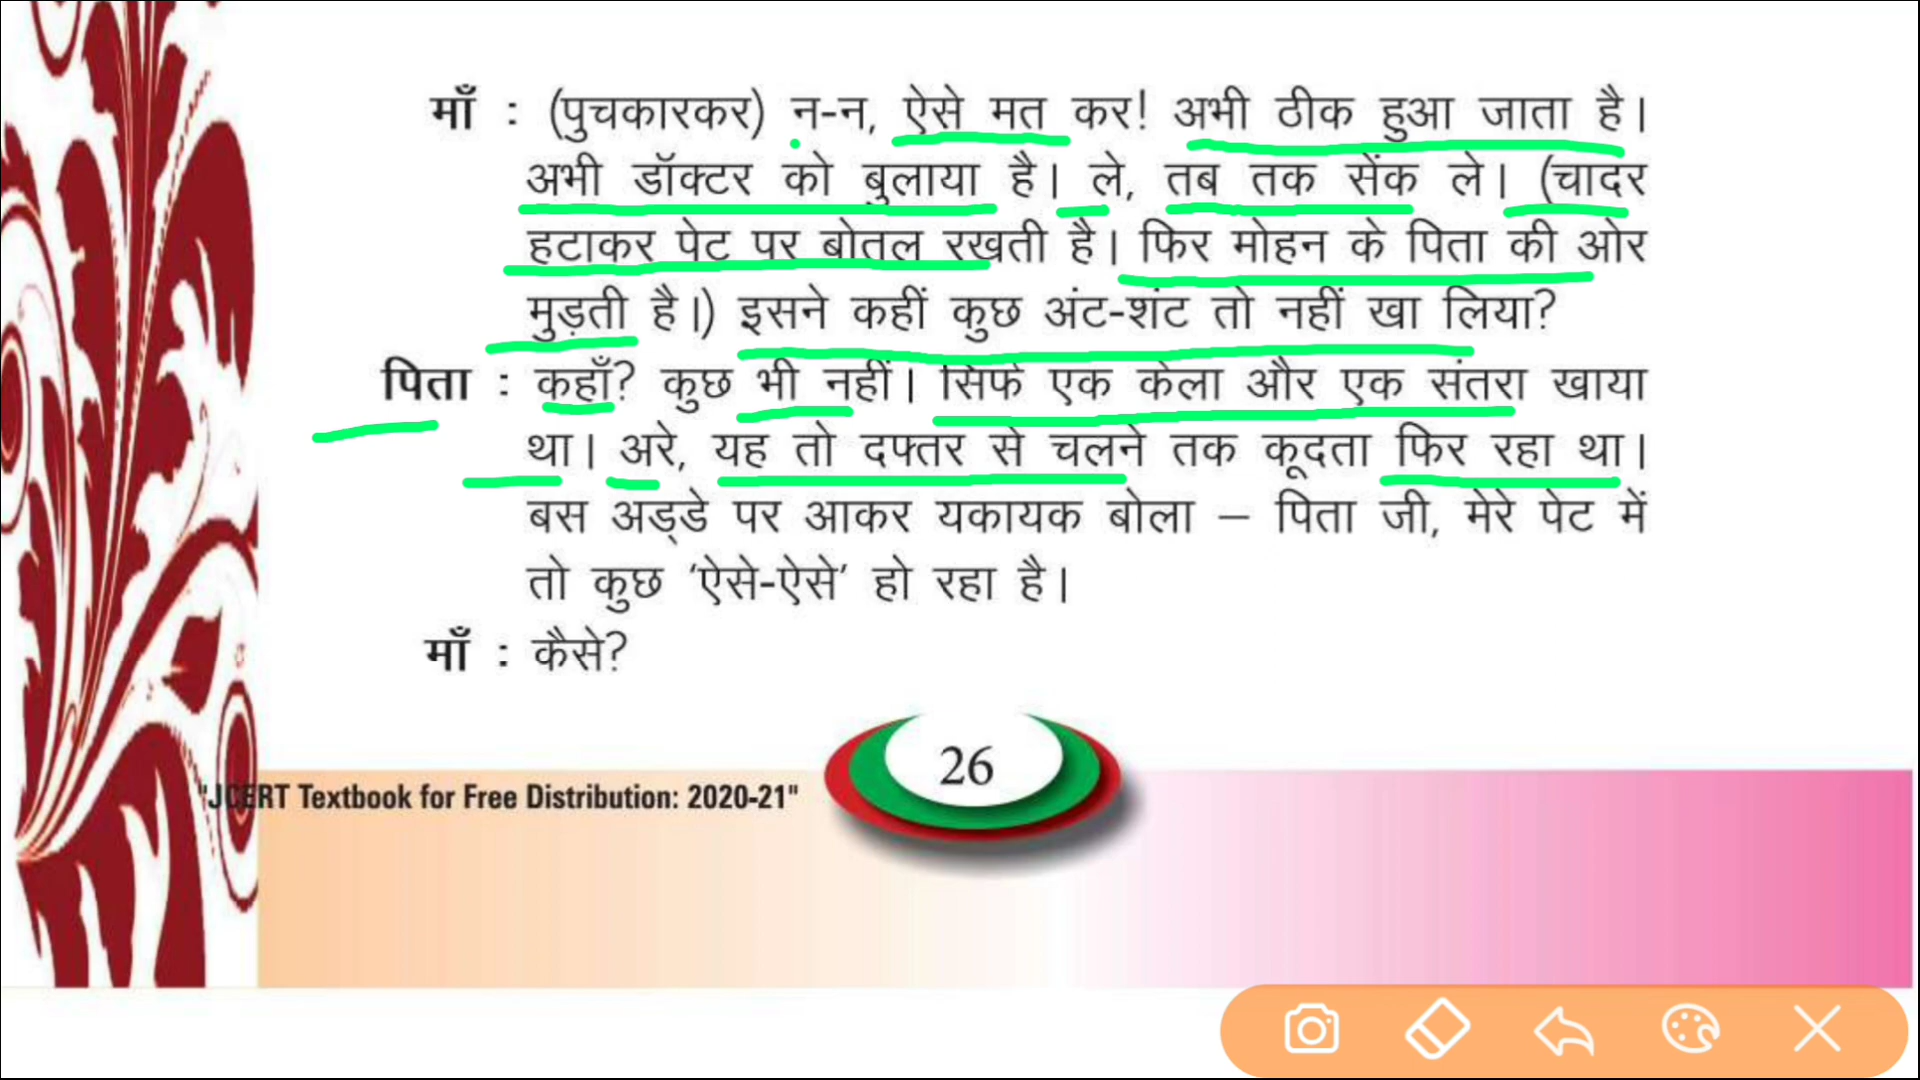 माँ : (पुचकारकर) न-न, ऐसे मत कर! अभी ठीक हुआ जाता है।
अभी डॉक्टर को बुलाया है। ले, तब तक सेंक ले। (चादर
हटाकर पेट पर बोतल रखती है। फिर मोहन के पिता की ओर
मुड़ती है।) इसने कहीं कुछ अंट-शंट तो नहीं खा लिया?
पिता : कहाँ? कुछ भी नहीं। सिर्फ एक केला और एक संतरा खाया
था। अरे, यह तो दफ्तर से चलने तक कूदता फिर रहा था।
बस अड्डे पर आकर यकायक बोला – पिता जी, मेरे पेट में
तो कुछ ‘ऐसे-ऐसे’ हो रहा है।
माँ : कैसे?
26
"JCERT Textbook for Free Distribution: 2020-21"